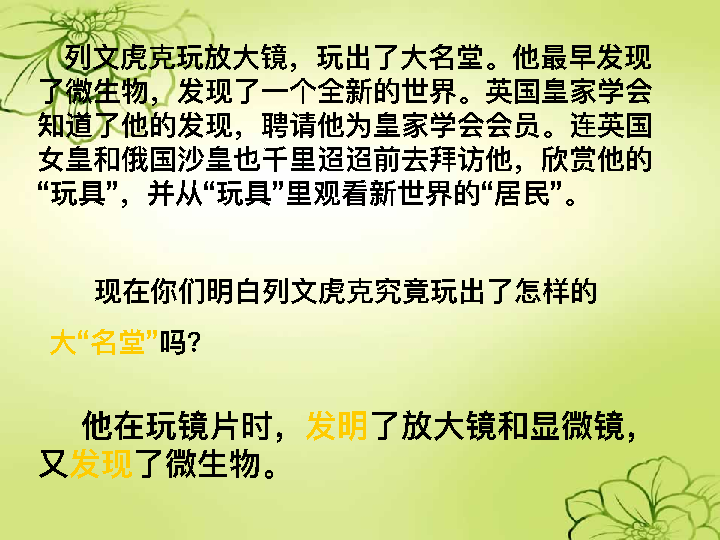 列文虎克玩放大镜，玩出了大名堂。他最早发现
了微生物，发现了一个全新的世界。英国皇家学会
知道了他的发现，聘请他为皇家学会会员。连英国
女皇和俄国沙皇也千里迢迢前去拜访他，欣赏他的
“玩具”，并从“玩具”里观看新世界的“居民”。
现在你们明白列文虎克究竟玩出了怎样的
大“名堂”吗？
他在玩镜片时，发明了放大镜和显微镜，
又发现了微生物。